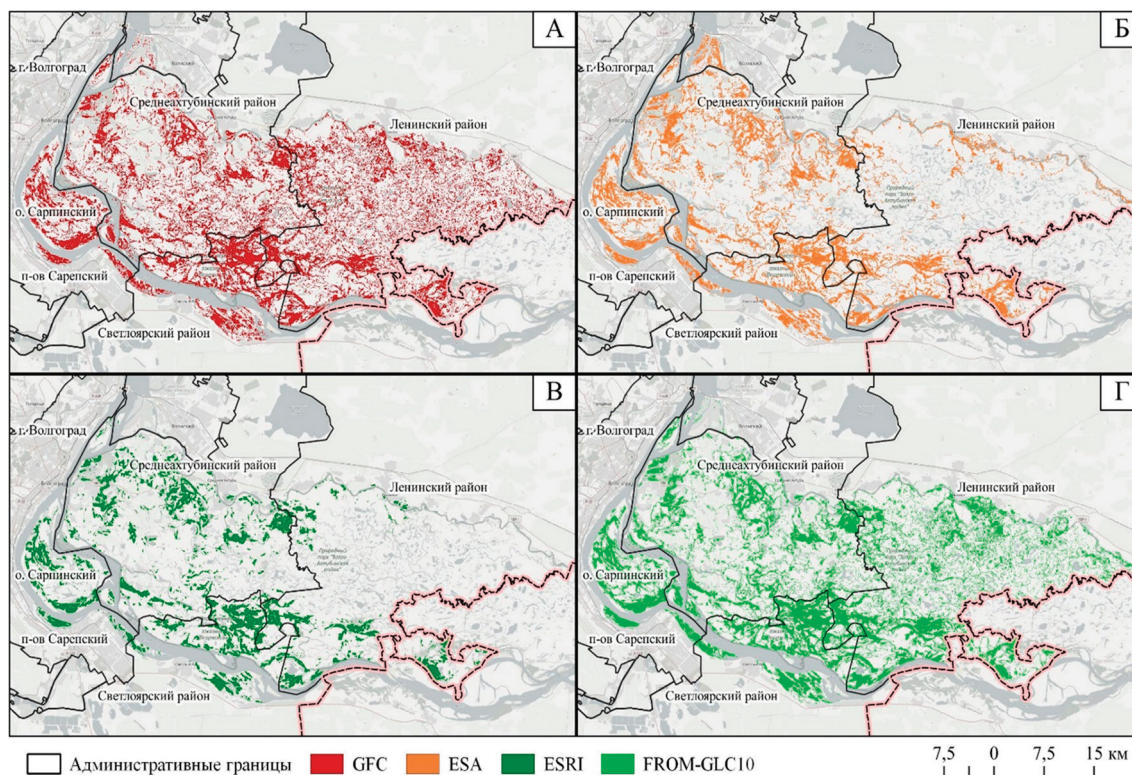 А
г. Волгоград
Среднеахтубинский район
Ленинский район
о. Сарпинский
п-ов Сарепский
Светлоярский район
Б
г. Волгоград
Среднеахтубинский район
Ленинский район
о. Сарпинский
п-ов Сарепский
Светлоярский район
В
г. Волгоград
Среднеахтубинский район
Ленинский район
о. Сарпинский
п-ов Сарепский
Светлоярский район
Г
г. Волгоград
Среднеахтубинский район
Ленинский район
о. Сарпинский
п-ов Сарепский
Светлоярский район
Административные границы GFC ESA ESRI FROM-GLC10
7,5 0 7,5 15 км